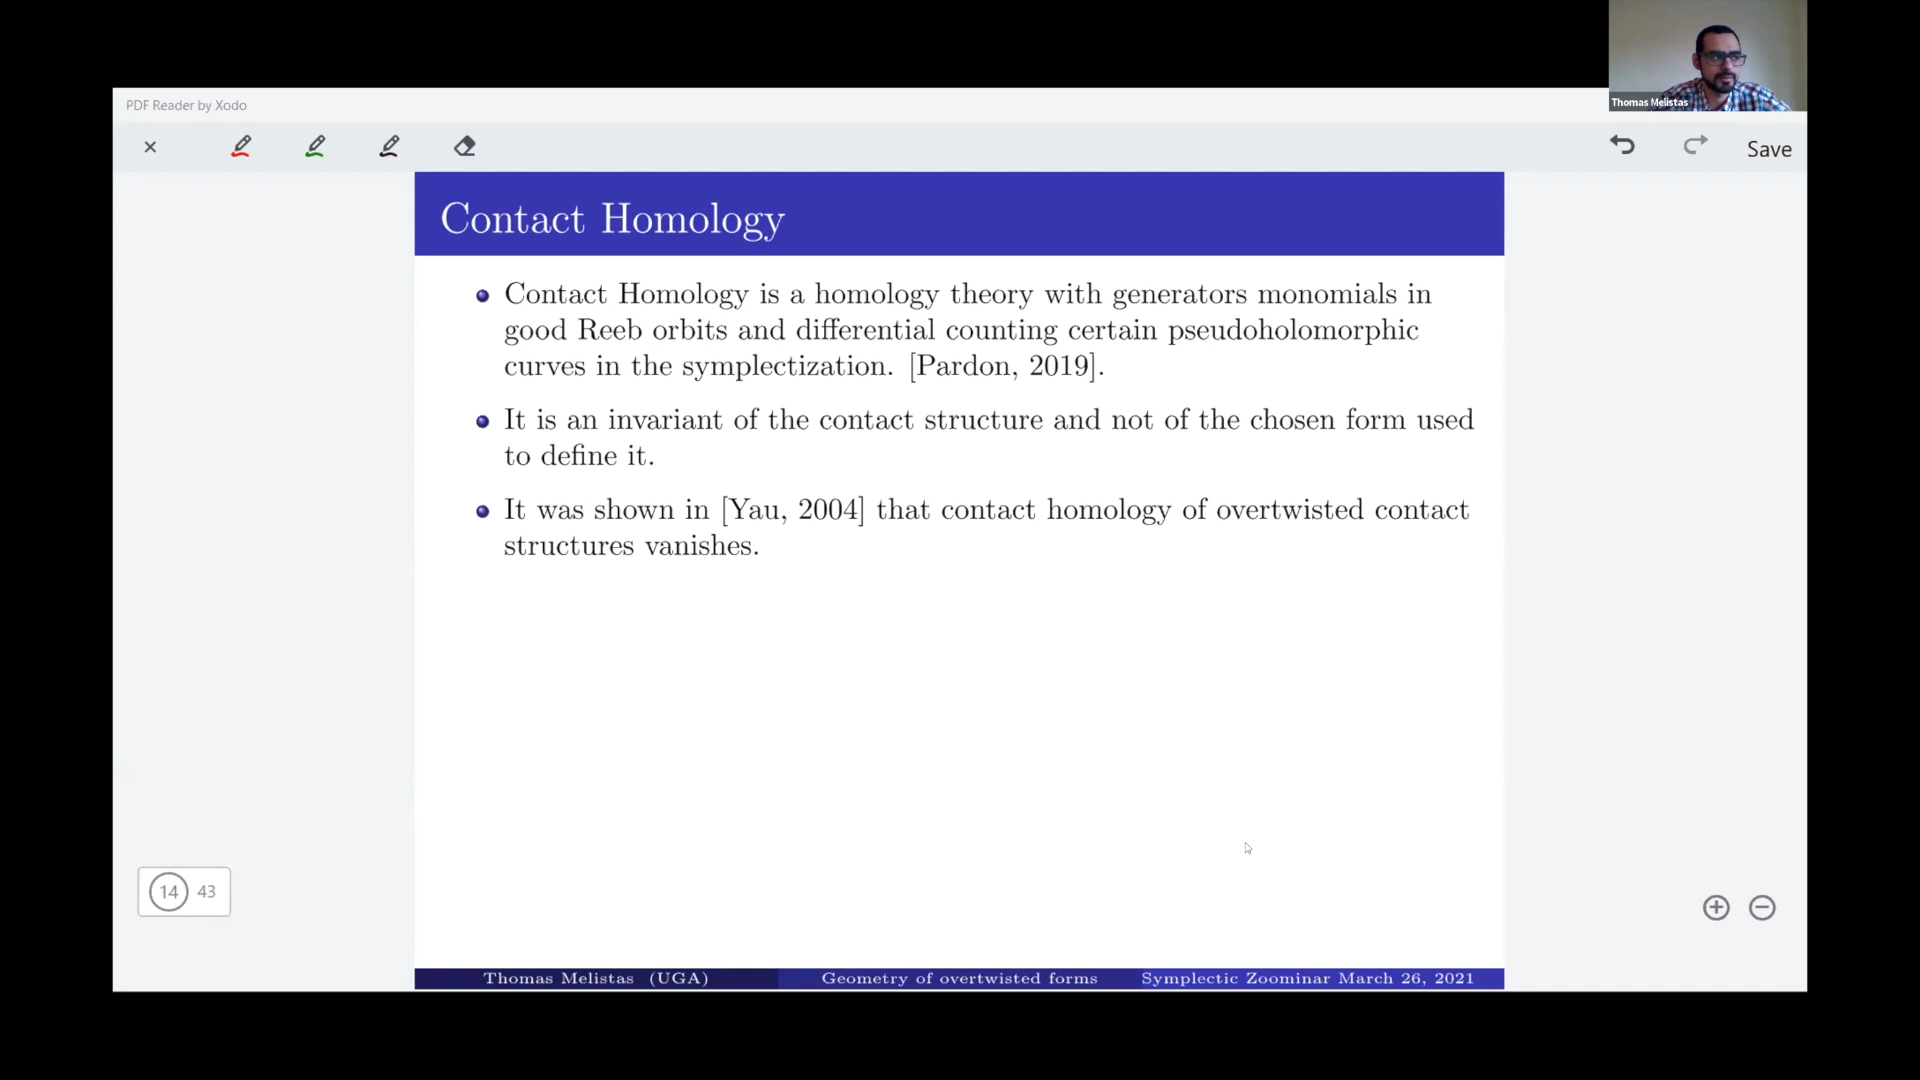 Thomas Melistas
PDF Reader by Xodo
Save
Contact Homology
Contact Homology is a homology theory with generators monomials in
good Reeb orbits and differential counting certain pseudoholomorphic
curves in the symplectization. [Pardon, 2019].
It is an invariant of the contact structure and not of the chosen form used
to define it.
It was shown in [Yau, 2004] that contact homology of overtwisted contact
structures vanishes.
14 43
Thomas Melistas (UGA) Geometry of overtwisted forms Symplectic Zoominar March 26, 2021